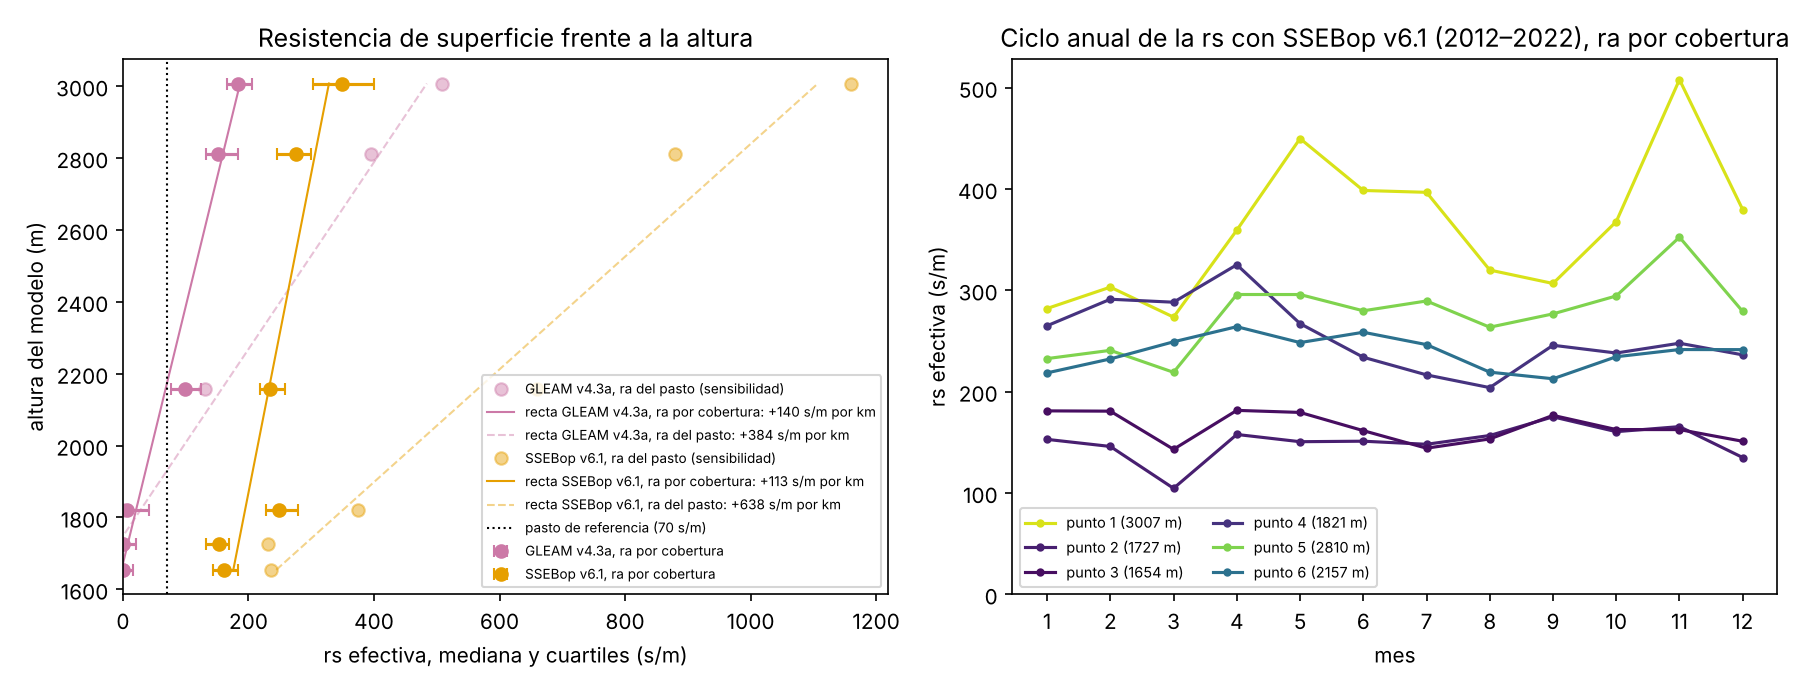 Resistencia de superficie frente a la altura
altura del modelo (m)
3000
2800
2600
2400
2200
2000
1800
1600
0
200
400
600
800
1000
1200
rs efectiva, mediana y cuartiles (s/m)
GLEAM v4.3a, ra del pasto (sensibilidad)
recta GLEAM v4.3a, ra por cobertura: +140 s/m por km
recta GLEAM v4.3a, ra del pasto: +384 s/m por km
SSEBop v6.1, ra del pasto (sensibilidad)
recta SSEBop v6.1, ra por cobertura: +113 s/m por km
recta SSEBop v6.1, ra del pasto: +638 s/m por km
pasto de referencia (70 s/m)
GLEAM v4.3a, ra por cobertura
SSEBop v6.1, ra por cobertura
Ciclo anual de la rs con SSEBop v6.1 (2012–2022), ra por cobertura
rs efectiva (s/m)
500
400
300
200
100
0
1
2
3
4
5
6
7
8
9
10
11
12
mes
punto 1 (3007 m)
punto 2 (1727 m)
punto 3 (1654 m)
punto 4 (1821 m)
punto 5 (2810 m)
punto 6 (2157 m)